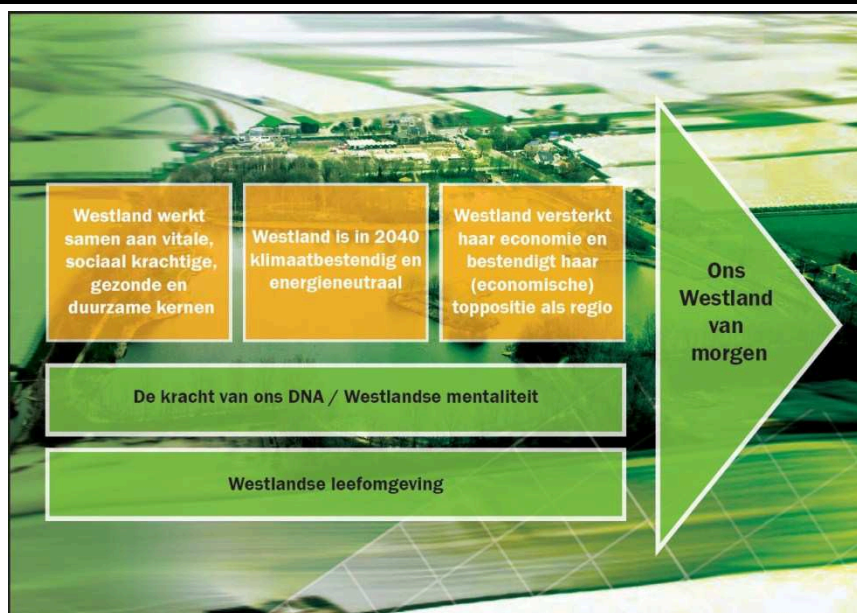 Westland werkt
samen aan vitale,
sociaal krachtige,
gezonde en
duurzame kernen
Westland is in 2040
klimaatbestendig en
energieneutraal
Westland versterkt
haar economie en
bestendigt haar
(economische)
toppositie als regio
Ons
Westland
van
morgen
De kracht van ons DNA / Westlandse mentaliteit
Westlandse leefomgeving